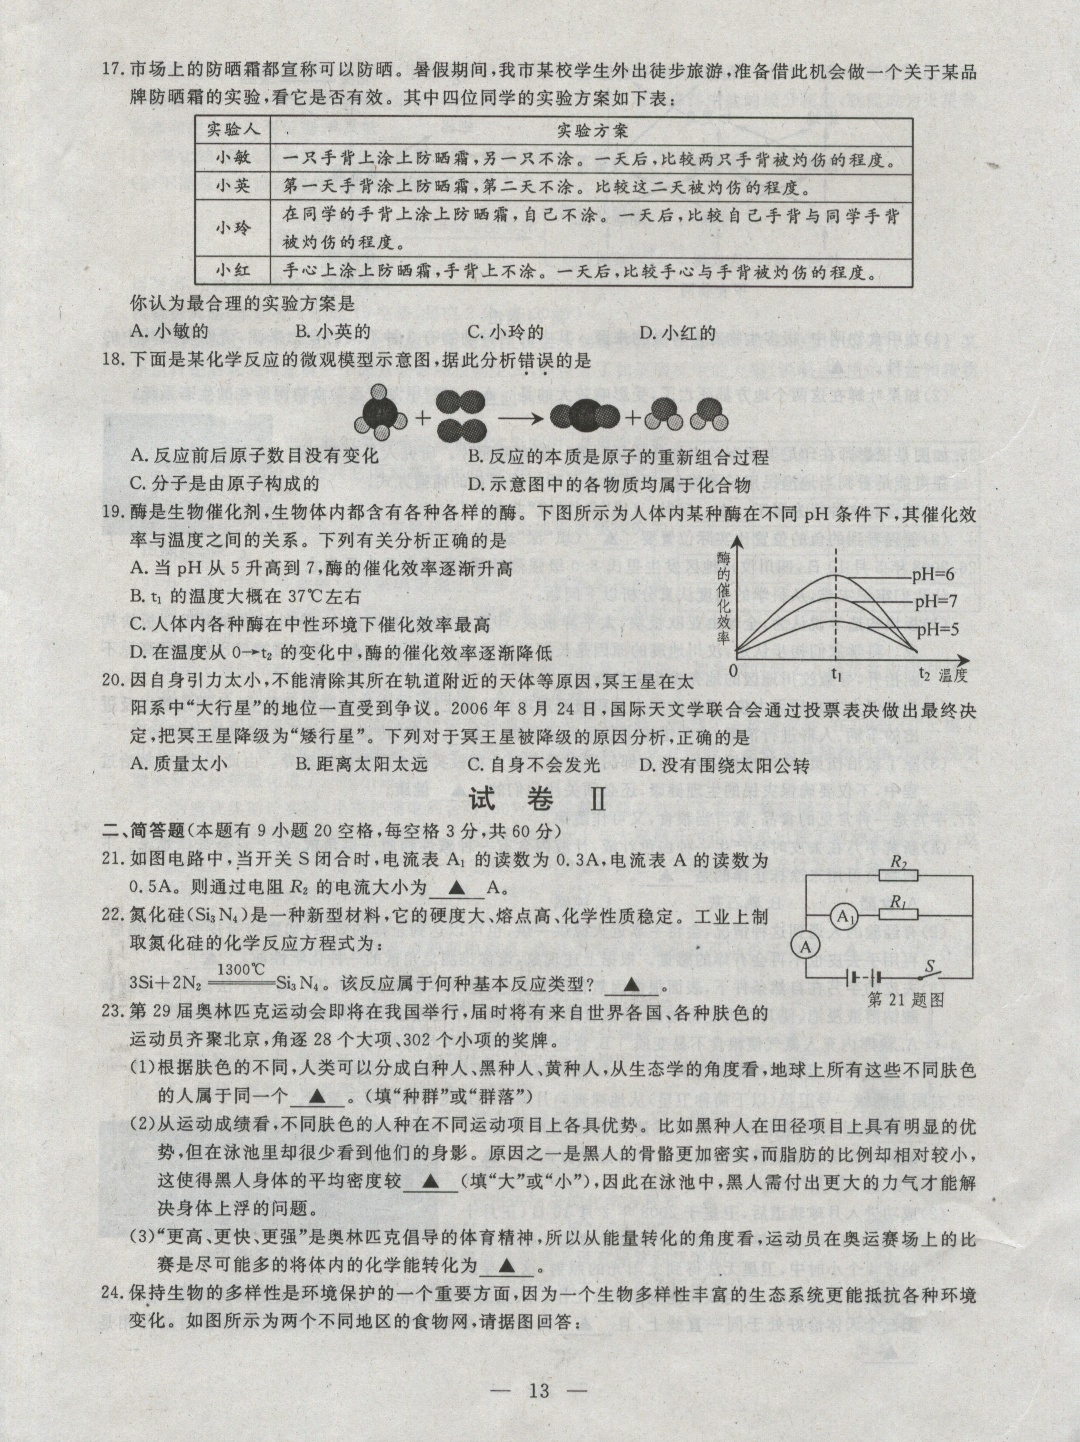 17.市场上的防晒霜都宣称可以防晒。暑假期间,我市某校学生外出徒步旅游,准备借此机会做一个关于某品
牌防晒霜的实验,看它是否有效。其中四位同学的实验方案如下表:
实验人 实验方案
小敏 一只手背上涂上防晒霜,另一只不涂。一天后,比较两只手背被灼伤的程度。
小英 第一天手背涂上防晒霜,第二天不涂。比较这二天被灼伤的程度。
小玲 在同学的手背上涂上防晒霜,自己不涂。一天后,比较自己手背与同学手背
被灼伤的程度。
小红 手心上涂上防晒霜,手背上不涂。一天后,比较手心与手背被灼伤的程度。
你认为最合理的实验方案是
A.小敏的 B.小英的 C.小玲的 D.小红的
18.下面是某化学反应的微观模型示意图,据此分析错误的是
A.反应前后原子数目没有变化 B.反应的本质是原子的重新组合过程
C.分子是由原子构成的 D.示意图中的各物质均属于化合物
19.酶是生物催化剂,生物体内都含有各种各样的酶。下图所示为人体内某种酶在不同 pH 条件下,其催化效
率与温度之间的关系。下列有关分析正确的是
A.当 pH 从 5 升高到 7,酶的催化效率逐渐升高
B.t₁ 的温度大概在 37℃左右
C.人体内各种酶在中性环境下催化效率最高
D.在温度从 0→t₂ 的变化中,酶的催化效率逐渐降低
酶的催化效率
pH=6
pH=7
pH=5
0 t₁ t₂ 温度
20.因自身引力太小,不能清除其所在轨道附近的天体等原因,冥王星在太
阳系中“大行星”的地位一直受到争议。2006 年 8 月 24 日,国际天文学联合会通过投票表决做出最终决
定,把冥王星降级为“矮行星”。下列对于冥王星被降级的原因分析,正确的是
A.质量太小 B.距离太阳太远 C.自身不会发光 D.没有围绕太阳公转
试 卷 Ⅱ
二、简答题(本题有 9 小题 20 空格,每空格 3 分,共 60 分)
21.如图电路中,当开关 S 闭合时,电流表 A₁ 的读数为 0.3A,电流表 A 的读数为
0.5A。则通过电阻 R₂ 的电流大小为 ▲ A。
R₂
R₁
A₁
A
S
第 21 题图
22.氮化硅(Si₃N₄)是一种新型材料,它的硬度大、熔点高、化学性质稳定。工业上制
取氮化硅的化学反应方程式为:
3Si+2N₂ 1300℃ Si₃N₄。该反应属于何种基本反应类型? ▲ 。
23.第 29 届奥林匹克运动会即将在我国举行,届时将有来自世界各国、各种肤色的
运动员齐聚北京,角逐 28 个大项、302 个小项的奖牌。
(1)根据肤色的不同,人类可以分成白种人、黑种人、黄种人,从生态学的角度看,地球上所有这些不同肤色
的人属于同一个 ▲ 。(填“种群”或“群落”)
(2)从运动成绩看,不同肤色的人种在不同运动项目上各具优势。比如黑种人在田径项目上具有明显的优
势,但在泳池里却很少看到他们的身影。原因之一是黑人的骨骼更加密实,而脂肪的比例却相对较小,
这使得黑人身体的平均密度较 ▲ (填“大”或“小”),因此在泳池中,黑人需付出更大的力气才能解
决身体上浮的问题。
(3)“更高、更快、更强”是奥林匹克倡导的体育精神,所以从能量转化的角度看,运动员在奥运赛场上的比
赛是尽可能多的将体内的化学能转化为 ▲ 。
24.保持生物的多样性是环境保护的一个重要方面,因为一个生物多样性丰富的生态系统更能抵抗各种环境
变化。如图所示为两个不同地区的食物网,请据图回答:
— 13 —